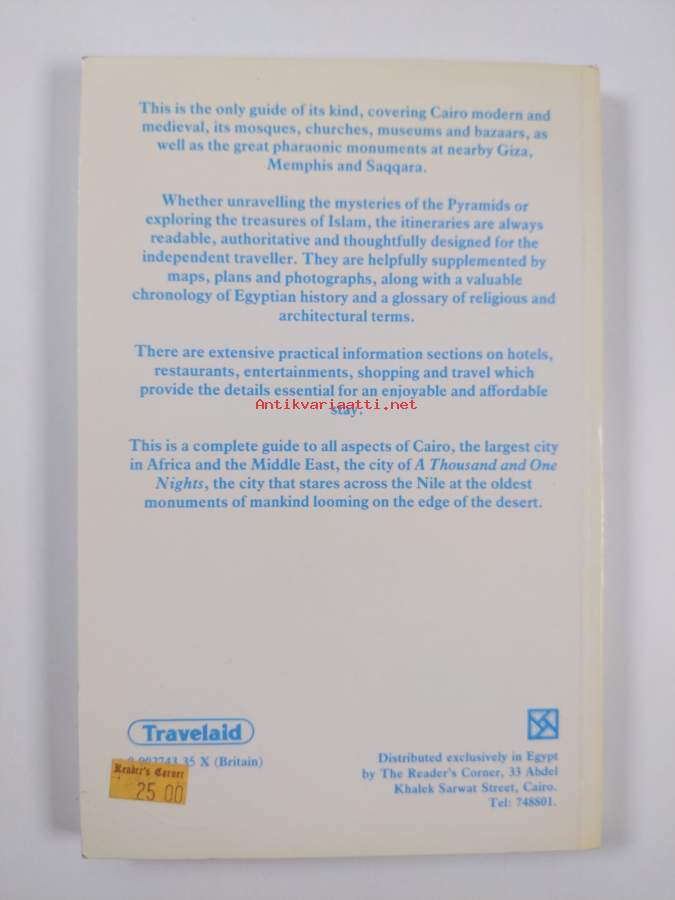 This is the only guide of its kind, covering Cairo modern and
medieval, its mosques, churches, museums and bazaars, as
well as the great pharaonic monuments at nearby Giza,
Memphis and Saqqara.
Whether unravelling the mysteries of the Pyramids or
exploring the treasures of Islam, the itineraries are always
readable, authoritative and thoughtfully designed for the
independent traveller. They are helpfully supplemented by
maps, plans and photographs, along with a valuable
chronology of Egyptian history and a glossary of religious and
architectural terms.
There are extensive practical information sections on hotels,
restaurants, entertainments, shopping and travel which
provide the details essential for an enjoyable and affordable
Antikvariaatti.net
stay.
This is a complete guide to all aspects of Cairo, the largest city
in Africa and the Middle East, the city of A Thousand and One
Nights, the city that stares across the Nile at the oldest
monuments of mankind looming on the edge of the desert.
Travelaid
35 X (Britain)
Reader's Corner
25 00
Distributed exclusively in Egypt
by The Reader's Corner, 33 Abdel
Khalek Sarwat Street, Cairo.
Tel: 748801.